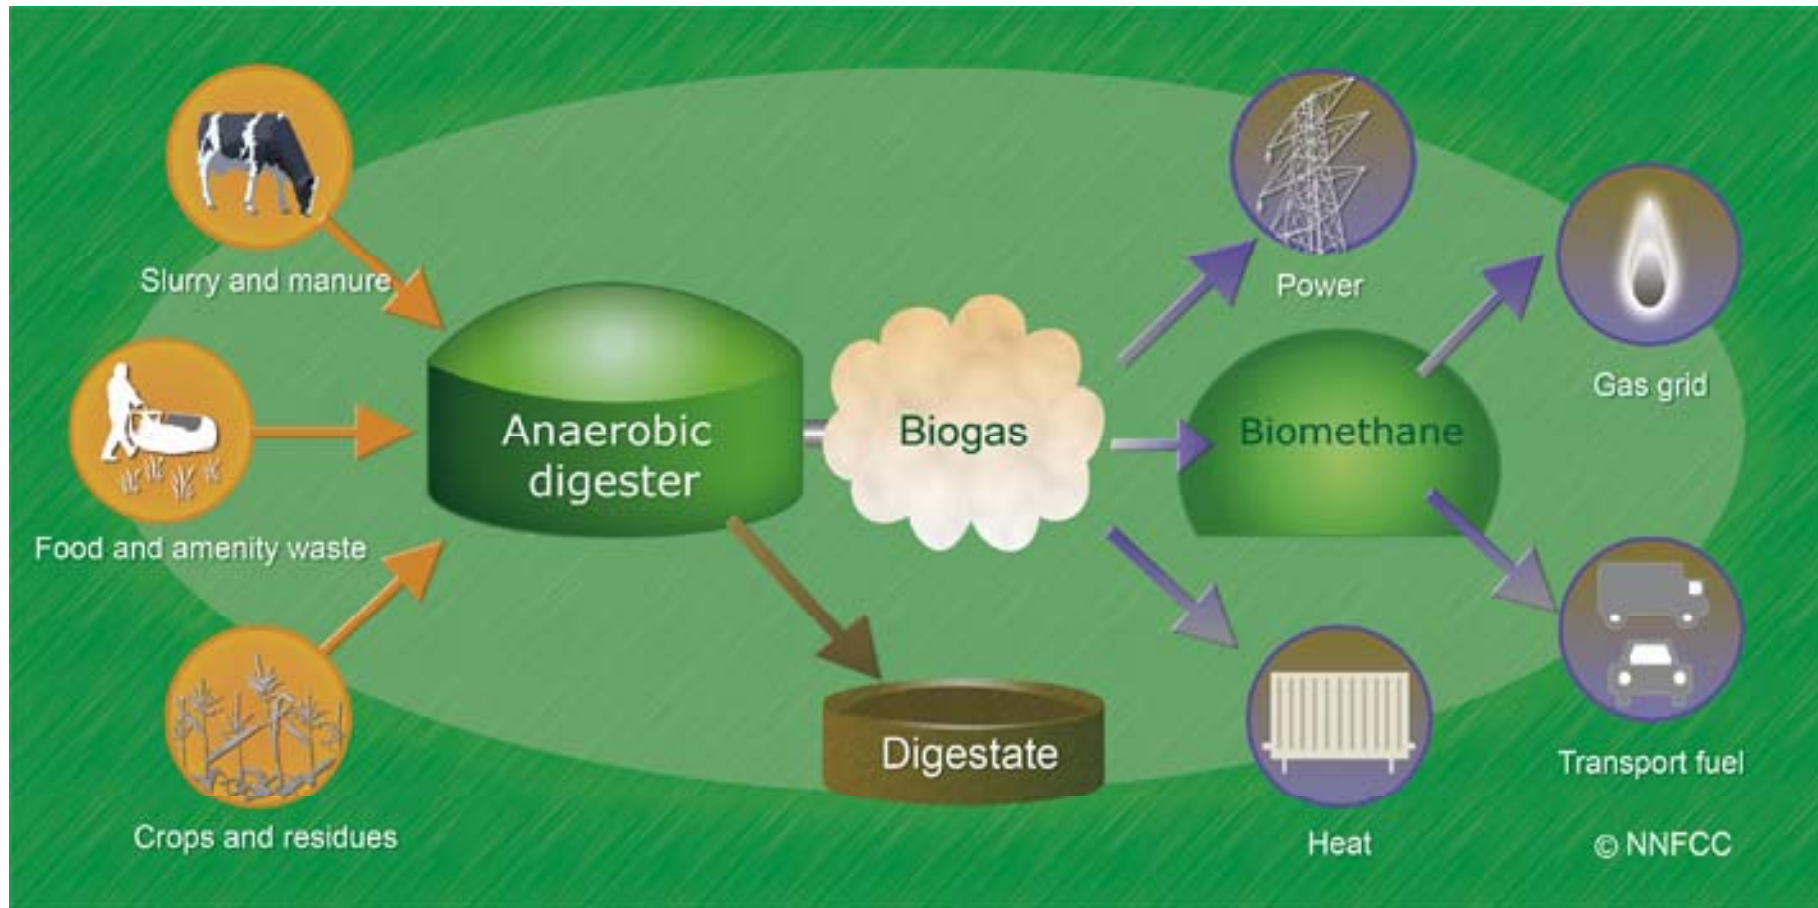 Slurry and manure
Food and amenity waste
Crops and residues
Anaerobic
digester
Biogas
Digestate
Power
Biomethane
Gas grid
Heat
Transport fuel
© NNFCC